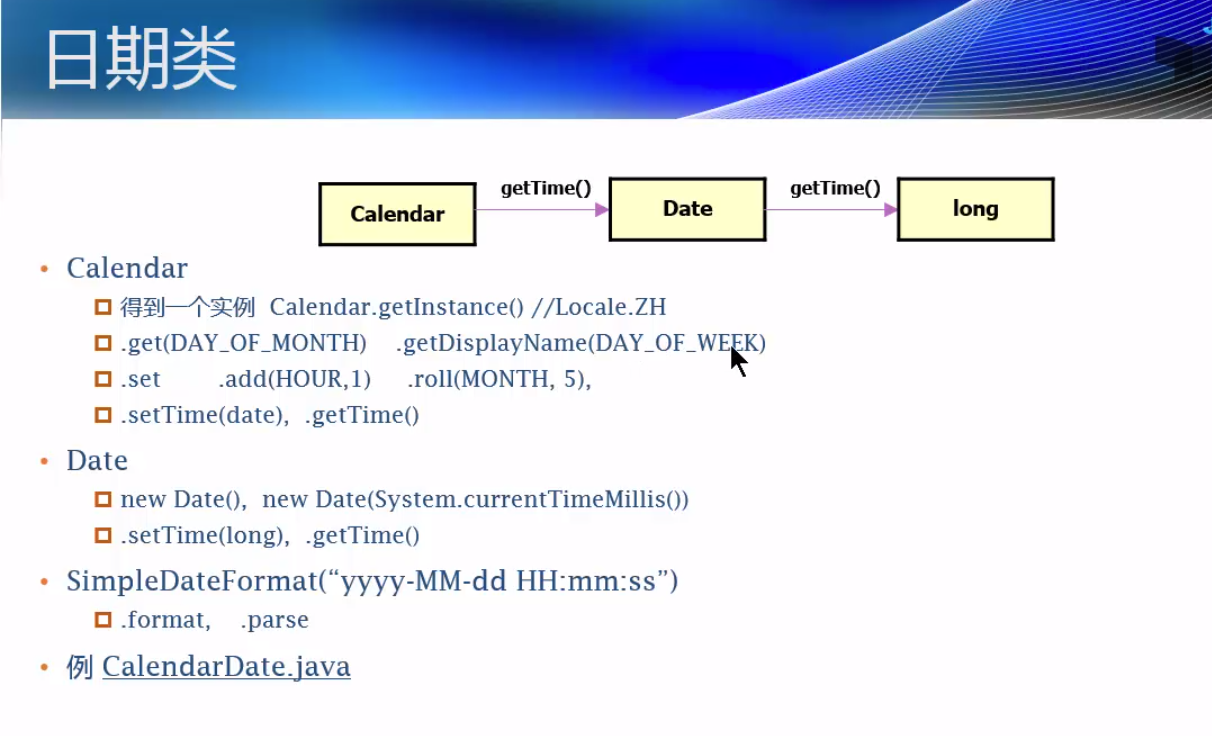 日期类
getTime()
getTime()
Calendar
Date
long
Calendar
得到一个实例 Calendar.getInstance() //Locale.ZH
.get(DAY_OF_MONTH) .getDisplayName(DAY_OF_WEEK)
.set .add(HOUR,1) .roll(MONTH, 5),
.setTime(date), .getTime()
Date
new Date(), new Date(System.currentTimeMillis())
.setTime(long), .getTime()
SimpleDateFormat(“yyyy-MM-dd HH:mm:ss”)
.format, .parse
例 CalendarDate.java